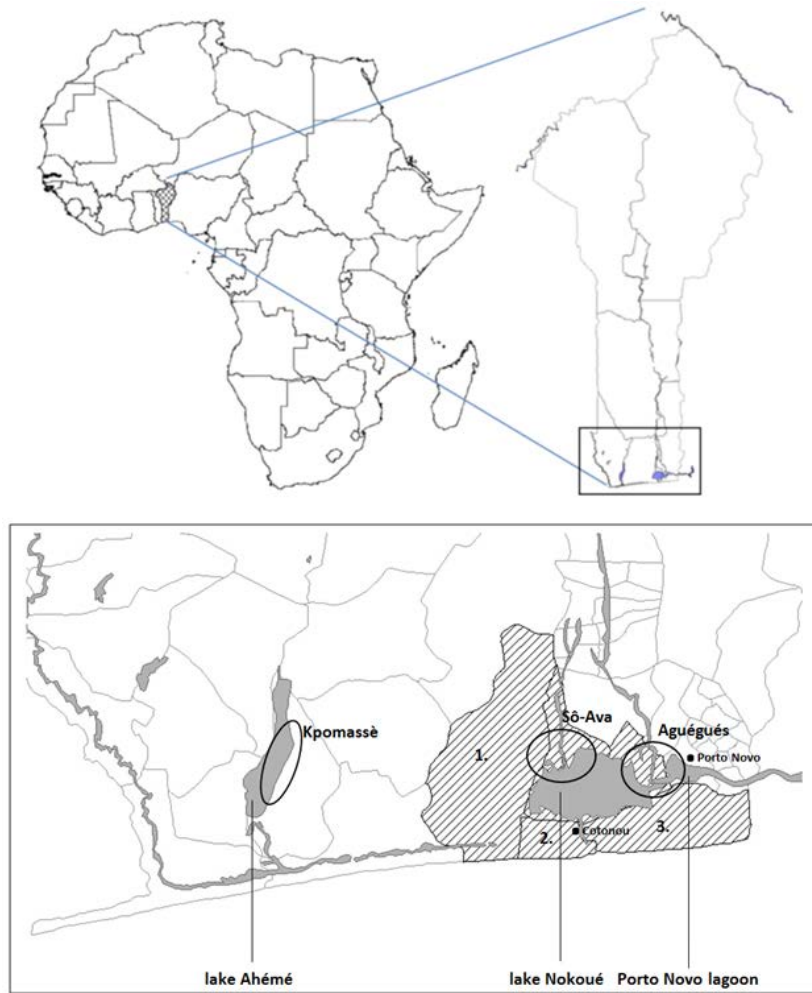 Sô-Ava
Kpomassè
Aguégués
1.
Porto Novo
2.
Cotonou
3.
lake Ahémé
lake Nokoué
Porto Novo lagoon